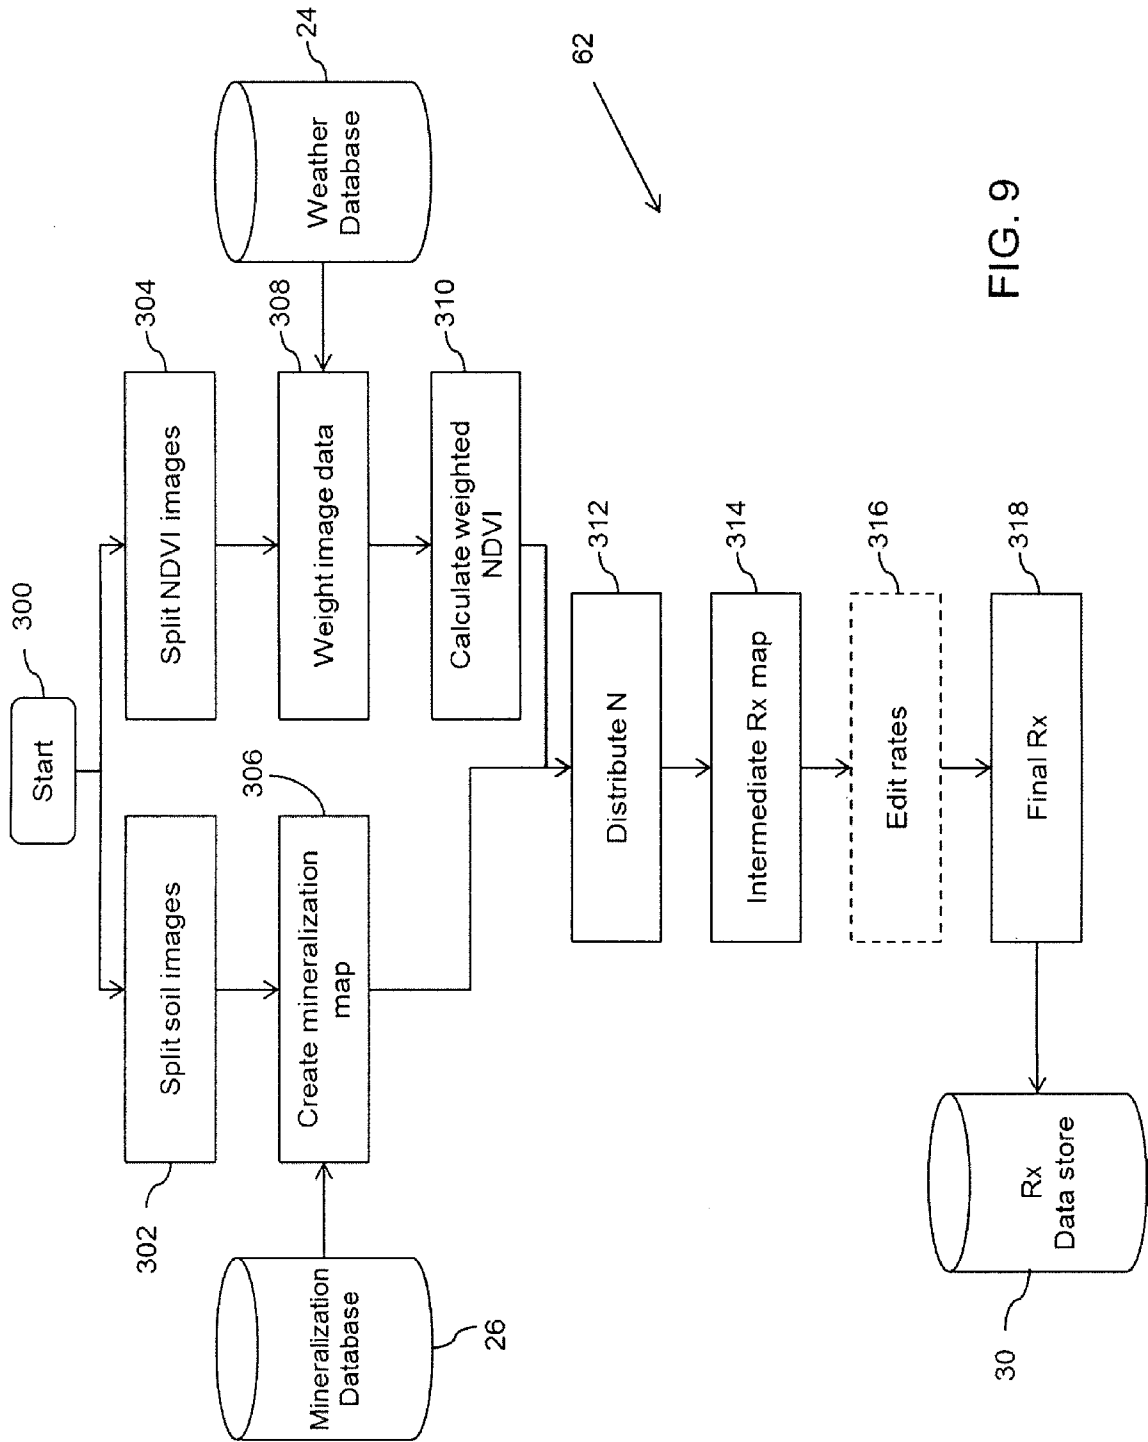 300
Start
302
Split soil images
Split NDVI images
304
Mineralization
Database
26
Create mineralization
map
306
Weight image data
308
Weather
Database
24
Calculate weighted
NDVI
310
Distribute N
312
Intermediate Rx map
314
Edit rates
316
Final Rx
318
Rx
Data store
30
62
FIG. 9